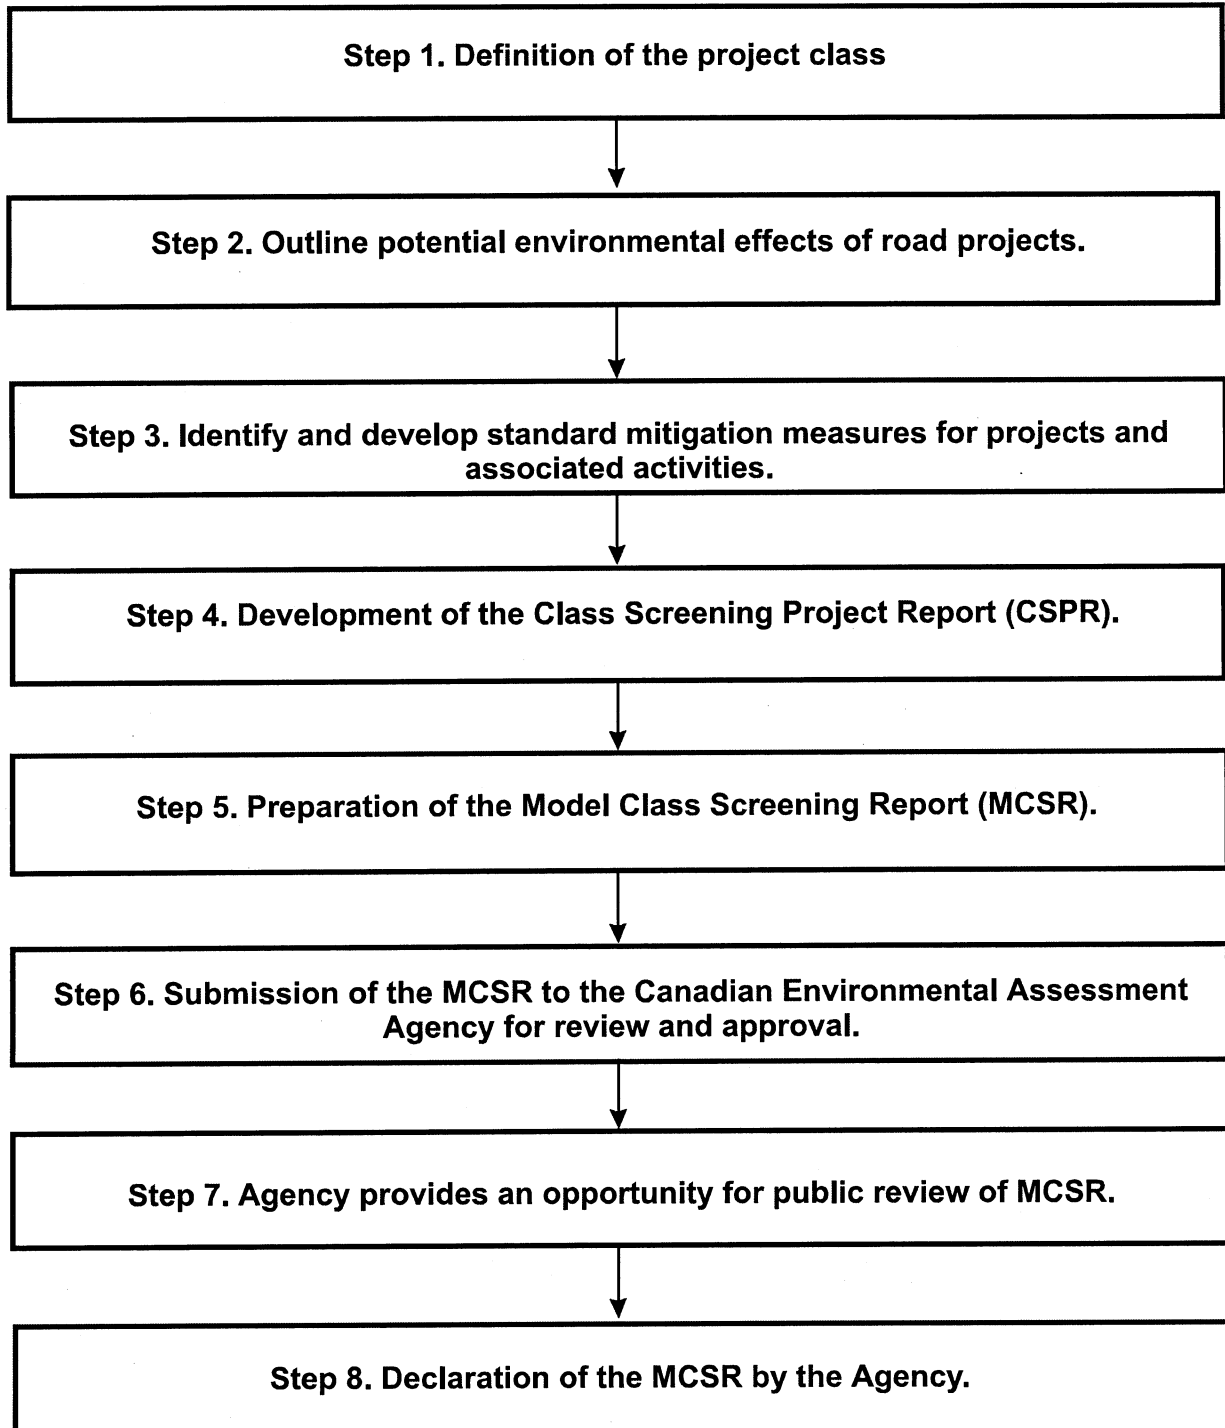 Step 1. Definition of the project class
Step 2. Outline potential environmental effects of road projects.
Step 3. Identify and develop standard mitigation measures for projects and
associated activities.
Step 4. Development of the Class Screening Project Report (CSPR).
Step 5. Preparation of the Model Class Screening Report (MCSR).
Step 6. Submission of the MCSR to the Canadian Environmental Assessment
Agency for review and approval.
Step 7. Agency provides an opportunity for public review of MCSR.
Step 8. Declaration of the MCSR by the Agency.